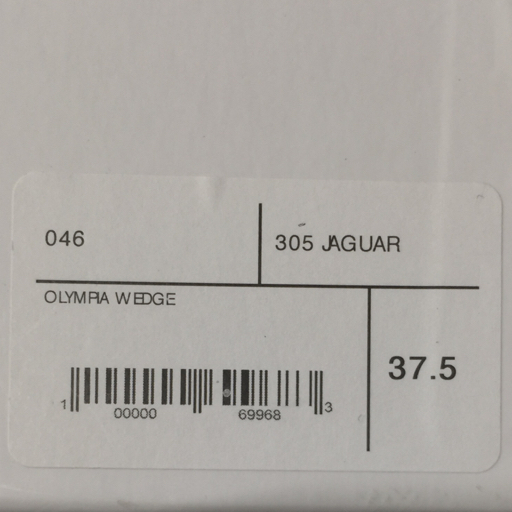 046
305 JAGUAR
OLYMPIA WEDGE
37.5
1 00000 69968 3